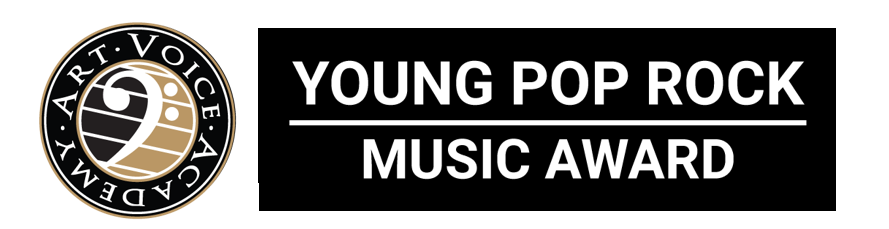 ART · VOICE · ACADEMY ·
YOUNG POP ROCK
MUSIC AWARD